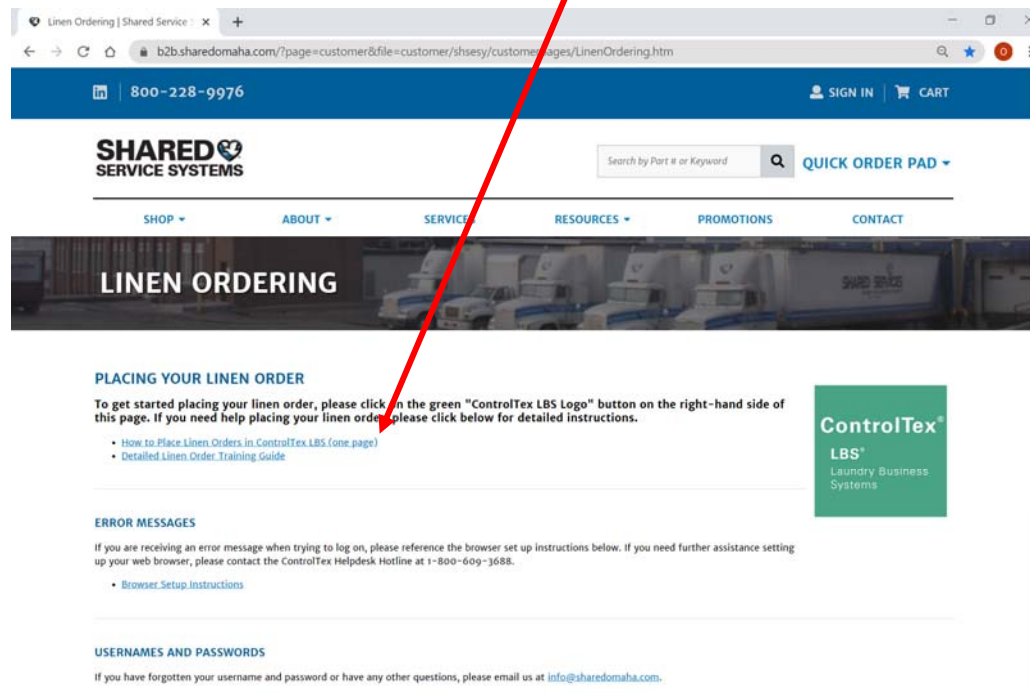 Linen Ordering | Shared Service
b2b.sharedomaha.com/?page=customer&file=customer/shsesy/customerpages/LinenOrdering.htm
O
in | 800-228-9976
SIGN IN | CART
SHARED
SERVICE SYSTEMS
Search by Part # or Keyword
QUICK ORDER PAD
SHOP ABOUT SERVICES RESOURCES PROMOTIONS CONTACT
LINEN ORDERING
SHARED SERVICES
PLACING YOUR LINEN ORDER
To get started placing your linen order, please click on the green "ControlTex LBS Logo" button on the right-hand side of
this page. If you need help placing your linen order please click below for detailed instructions.
• How to Place Linen Orders in ControlTex LBS (one page)
• Detailed Linen Order Training Guide
ControlTex®
LBS®
Laundry Business
Systems
ERROR MESSAGES
If you are receiving an error message when trying to log on, please reference the browser set up instructions below. If you need further assistance setting
up your web browser, please contact the ControlTex Helpdesk Hotline at 1-800-609-3688.
• Browser Setup Instructions
USERNAMES AND PASSWORDS
If you have forgotten your username and password or have any other questions, please email us at info@sharedomaha.com.